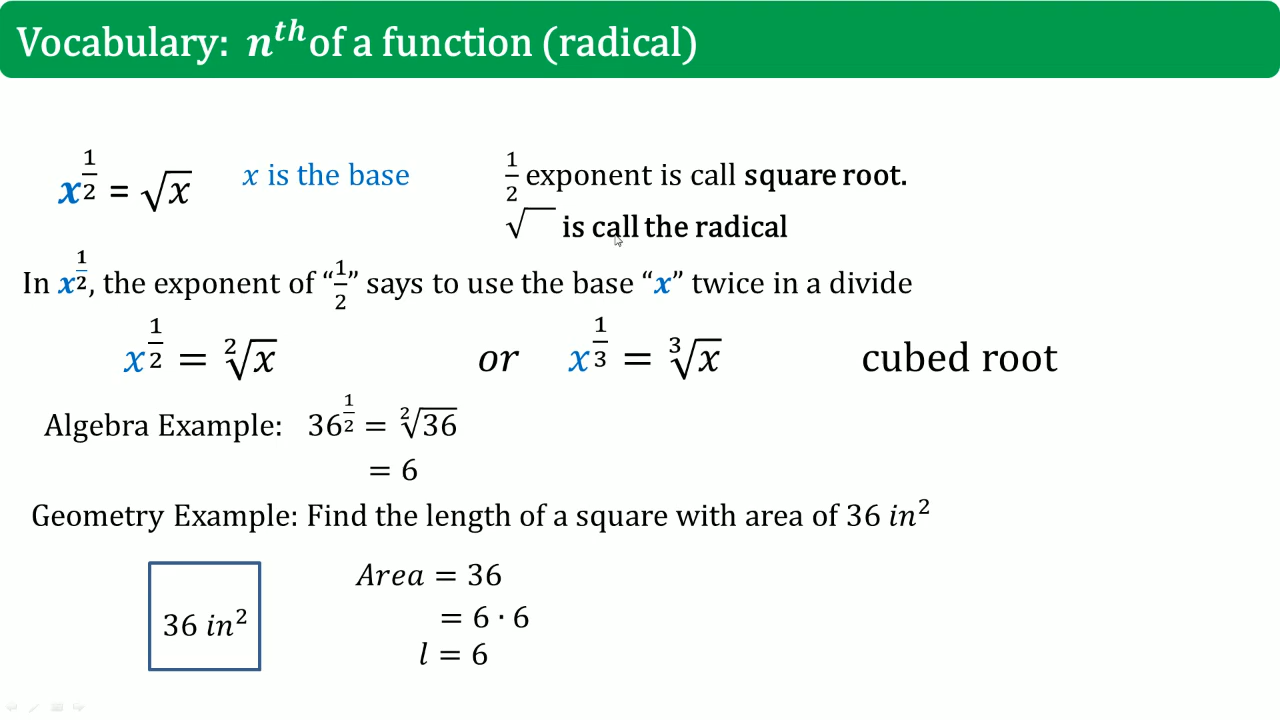 Vocabulary: n^th of a function (radical)
x^(1/2) = √x x is the base 1/2 exponent is call square root.
√ is call the radical
In x^(1/2), the exponent of “1/2” says to use the base “x” twice in a divide
x^(1/2) = ²√x or x^(1/3) = ³√x cubed root
Algebra Example: 36^(1/2) = ²√36
= 6
Geometry Example: Find the length of a square with area of 36 in²
36 in²
Area = 36
= 6 · 6
l = 6